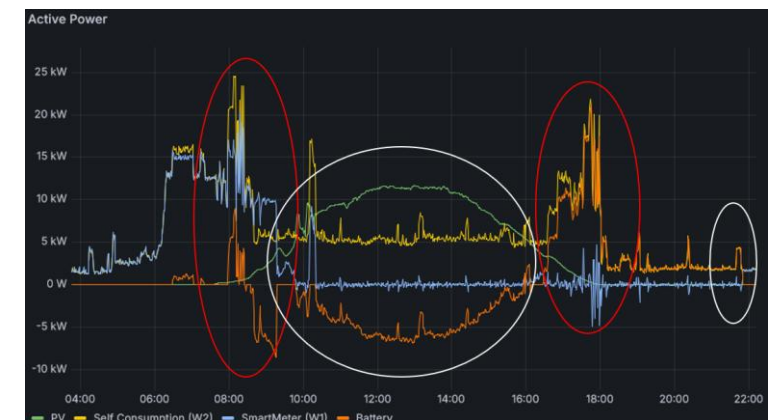 Active Power
25 kW
20 kW
15 kW
10 kW
5 kW
0 W
-5 kW
-10 kW
04:00 06:00 08:00 10:00 12:00 14:00 16:00 18:00 20:00 22:00
PV Self Consumption (W2) SmartMeter (W1) Battery